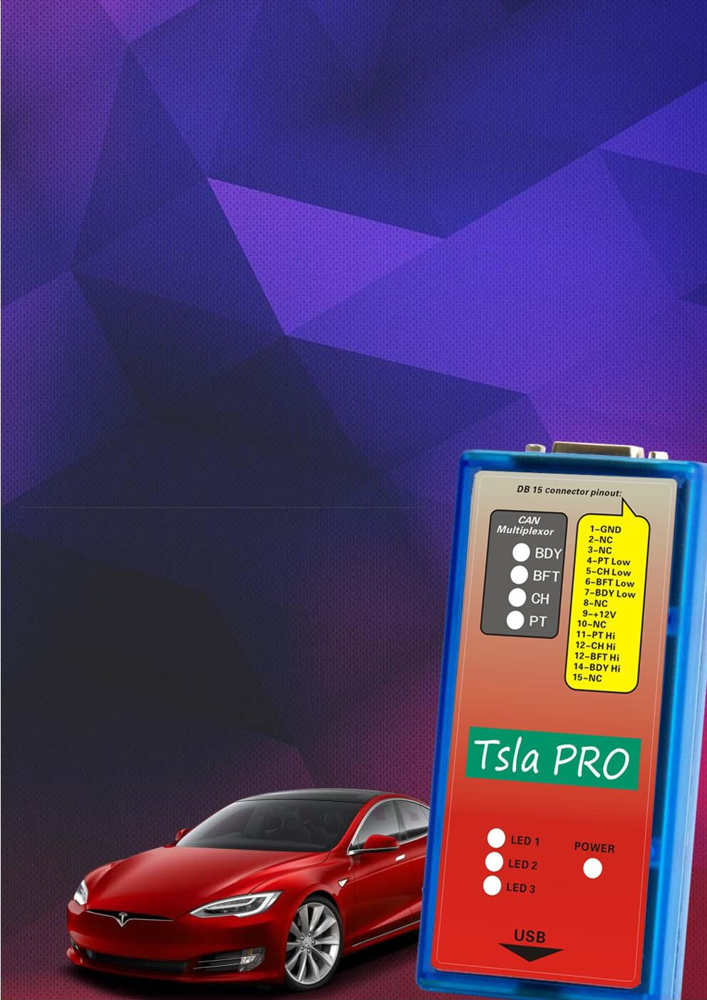 DB 15 connector pinout:
CAN
Multiplexor
BDY
BFT
CH
PT
1-GND
2-NC
3-NC
4-PT Low
5-CH Low
6-BFT Low
7-BDY Low
8-NC
9-+12V
10-NC
11-PT Hi
12-CH Hi
12-BFT Hi
14-BDY Hi
15-NC
Tsla PRO
LED 1
LED 2
LED 3
POWER
USB